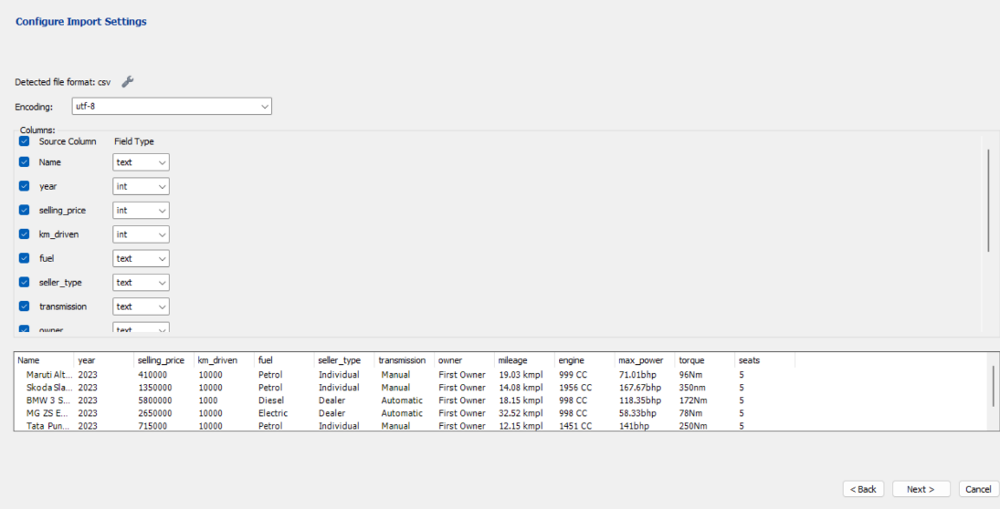 Configure Import Settings
Detected file format: csv
Encoding: utf-8
Columns:
Source Column Field Type
Name text
year int
selling_price int
km_driven int
fuel text
seller_type text
transmission text
owner text
Name year selling_price km_driven fuel seller_type transmission owner mileage engine max_power torque seats
Maruti Alt... 2023 410000 10000 Petrol Individual Manual First Owner 19.03 kmpl 999 CC 71.01bhp 96Nm 5
Skoda Sla... 2023 1350000 10000 Petrol Individual Manual First Owner 14.08 kmpl 1956 CC 167.67bhp 350nm 5
BMW 3 S... 2023 5800000 1000 Diesel Dealer Automatic First Owner 18.15 kmpl 998 CC 118.35bhp 172Nm 5
MG ZS E... 2023 2650000 10000 Electric Dealer Automatic First Owner 32.52 kmpl 998 CC 58.33bhp 78Nm 5
Tata Pun... 2023 715000 10000 Petrol Individual Manual First Owner 12.15 kmpl 1451 CC 141bhp 250Nm 5
< Back Next > Cancel